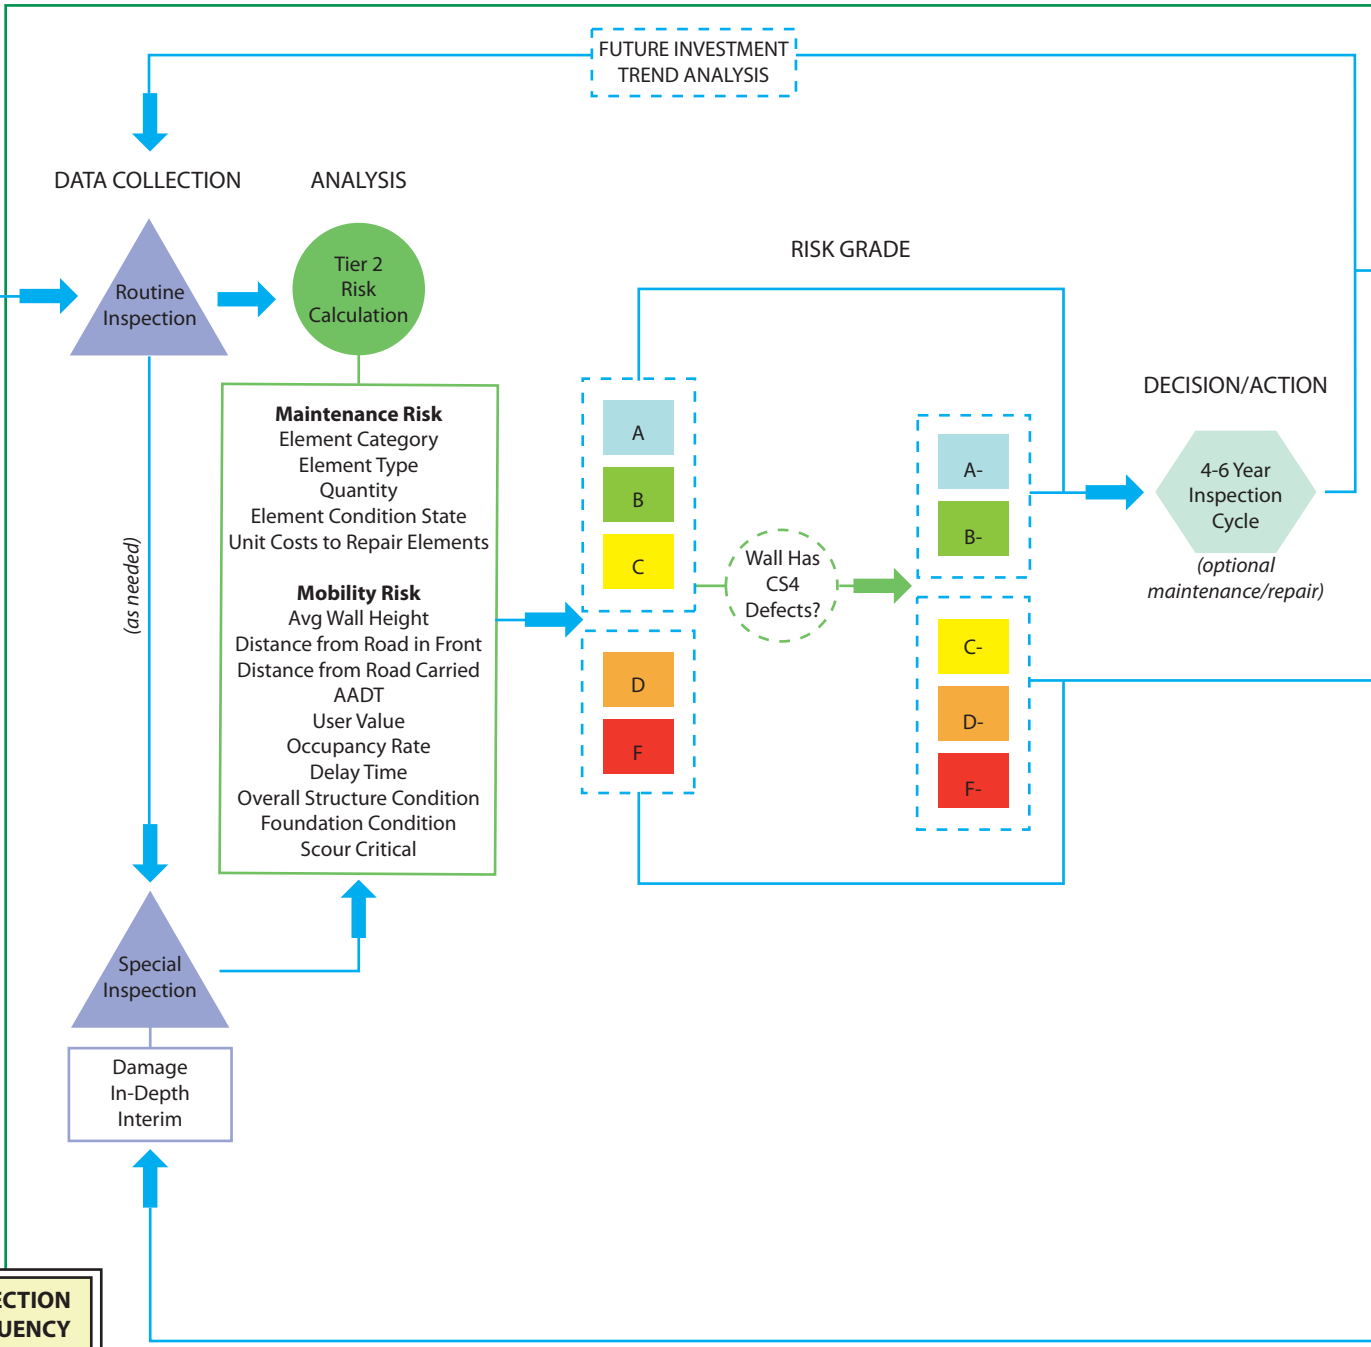 FUTURE INVESTMENT
TREND ANALYSIS
DATA COLLECTION
ANALYSIS
RISK GRADE
DECISION/ACTION
Routine
Inspection
Tier 2
Risk
Calculation
Maintenance Risk
Element Category
Element Type
Quantity
Element Condition State
Unit Costs to Repair Elements
Mobility Risk
Avg Wall Height
Distance from Road in Front
Distance from Road Carried
AADT
User Value
Occupancy Rate
Delay Time
Overall Structure Condition
Foundation Condition
Scour Critical
(as needed)
Special
Inspection
Damage
In-Depth
Interim
A
B
C
D
F
Wall Has
CS4
Defects?
A-
B-
C-
D-
F-
4-6 Year
Inspection
Cycle
(optional
maintenance/repair)
ECTION
UENCY